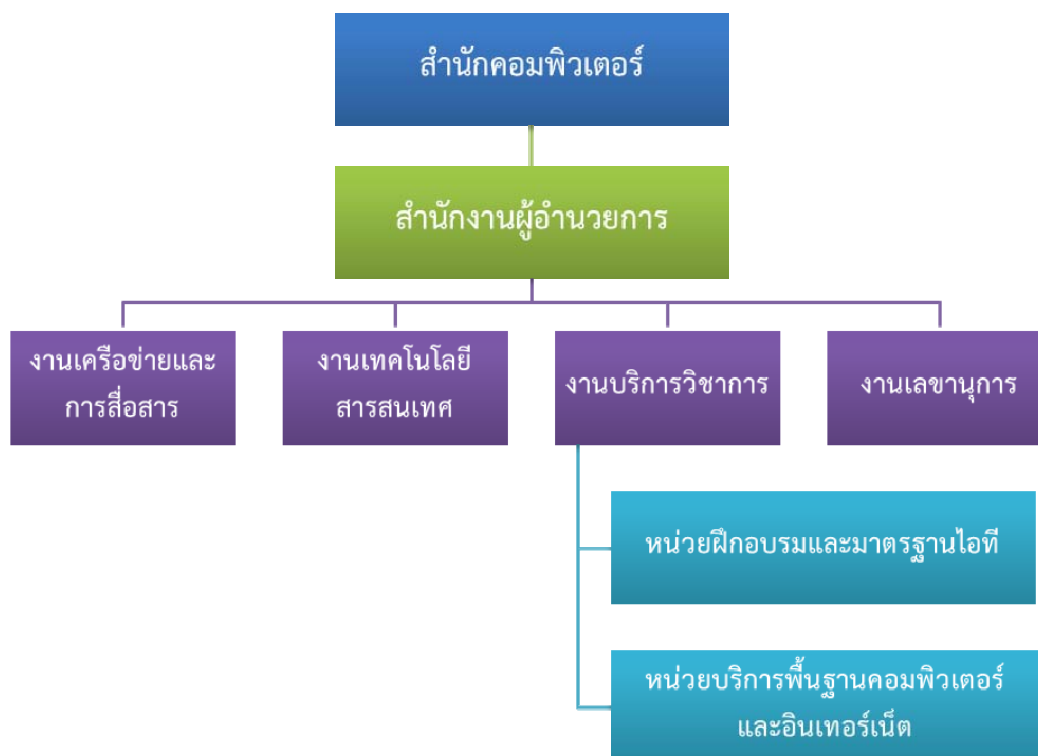 สำนักคอมพิวเตอร์
สำนักงานผู้อำนวยการ
งานเครือข่ายและ
การสื่อสาร
งานเทคโนโลยี
สารสนเทศ
งานบริการวิชาการ
งานเลขานุการ
หน่วยฝึกอบรมและมาตรฐานไอที
หน่วยบริการพื้นฐานคอมพิวเตอร์
และอินเทอร์เน็ต